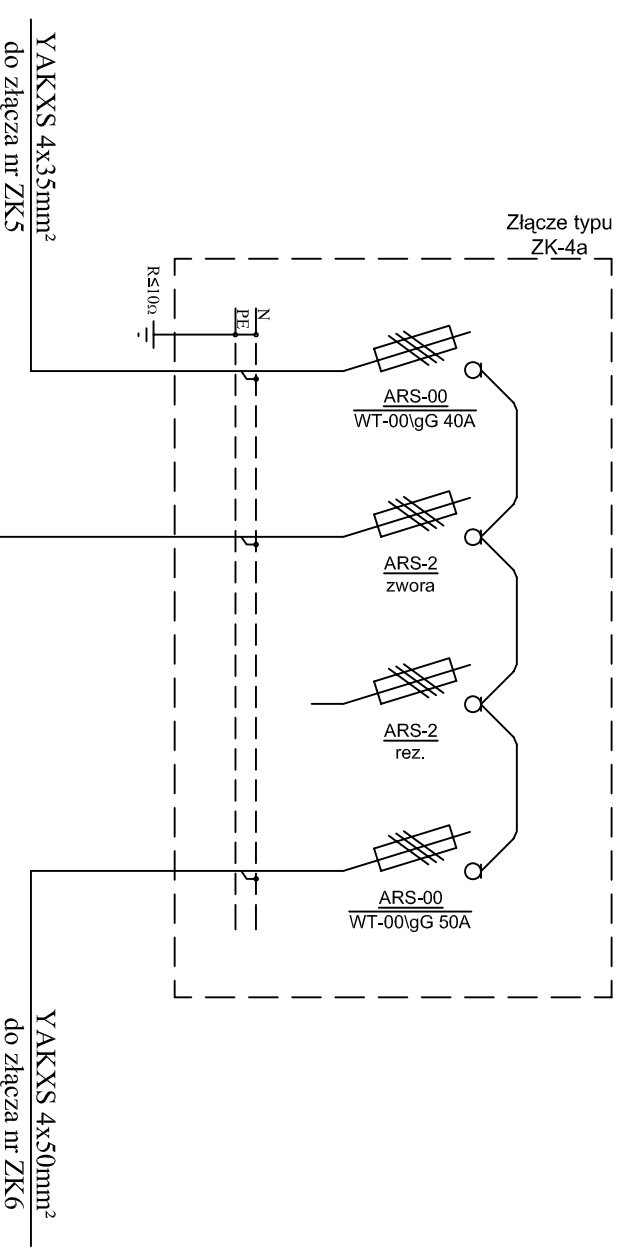 Złącze typu
ZK-4a
ARS-00
WT-00\gG 40A
ARS-2
zwora
ARS-2
rez.
ARS-00
WT-00\gG 50A
N
PE
R≤10Ω
YAKXS 4x35mm²
do złącza nr ZK5
YAKXS 4x50mm²
do złącza nr ZK6